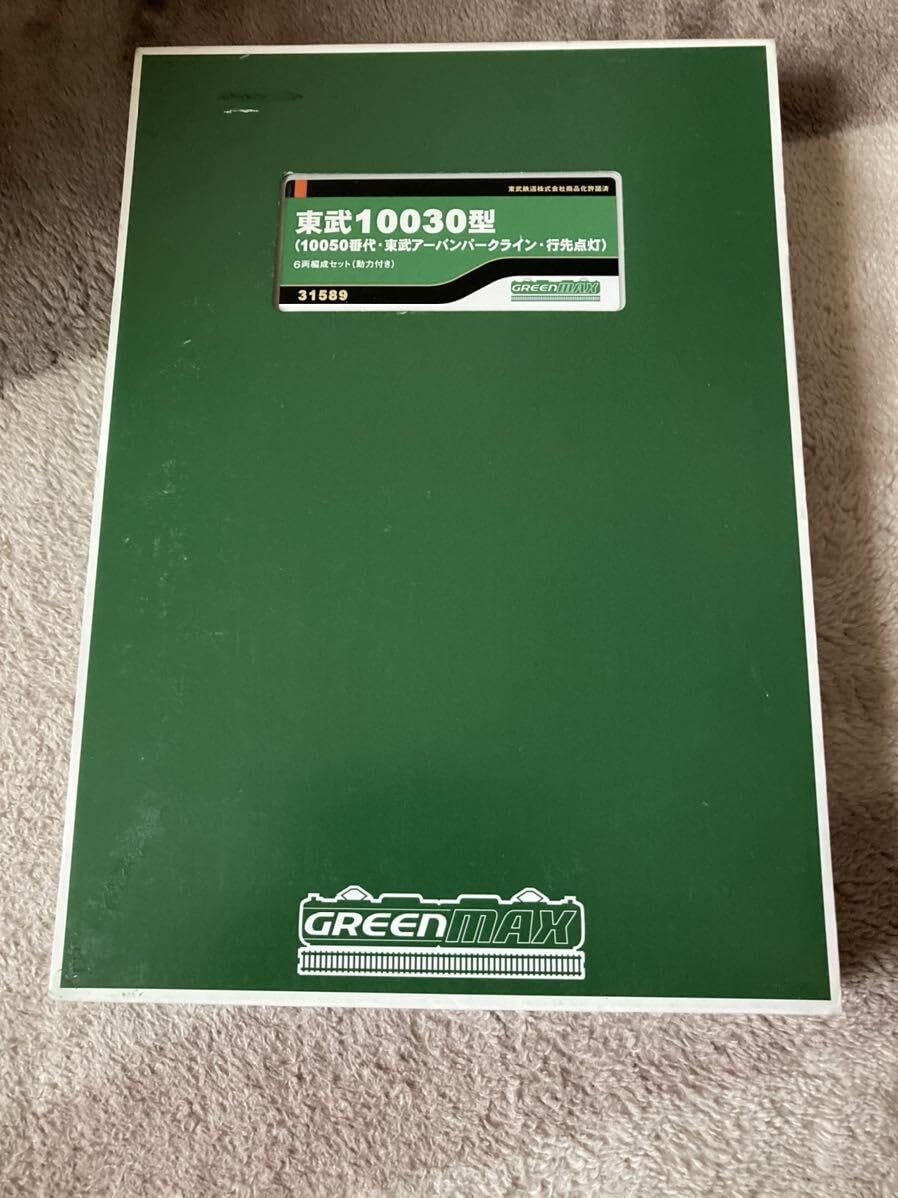 東武鉄道株式会社商品化許諾済
東武10030型
(10050番代・東武アーバンパークライン・行先点灯)
6両編成セット(動力付き)
31589
GREENMAX
GREENMAX